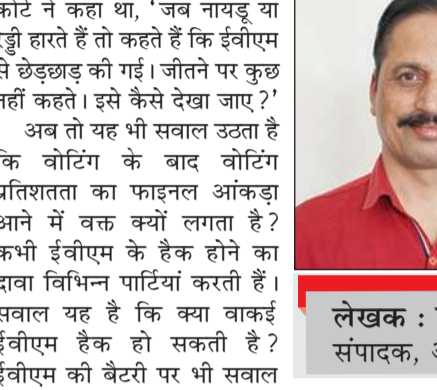 कोर्ट ने कहा था, 'जब नायडू या
रेड्डी हारते हैं तो कहते हैं कि ईवीएम
से छेड़छाड़ की गई। जीतने पर कुछ
नहीं कहते। इसे कैसे देखा जाए ?'
अब तो यह भी सवाल उठता है
कि वोटिंग के बाद वोटिंग
प्रतिशतता का फाइनल आंकड़ा
आने में वक्त क्यों लगता है ?
कभी ईवीएम के हैक होने का
दावा विभिन्न पार्टियां करती हैं।
सवाल यह है कि क्या वाकई
ईवीएम हैक हो सकती है ?
ईवीएम की बैटरी पर भी सवाल
लेखक :
संपादक,